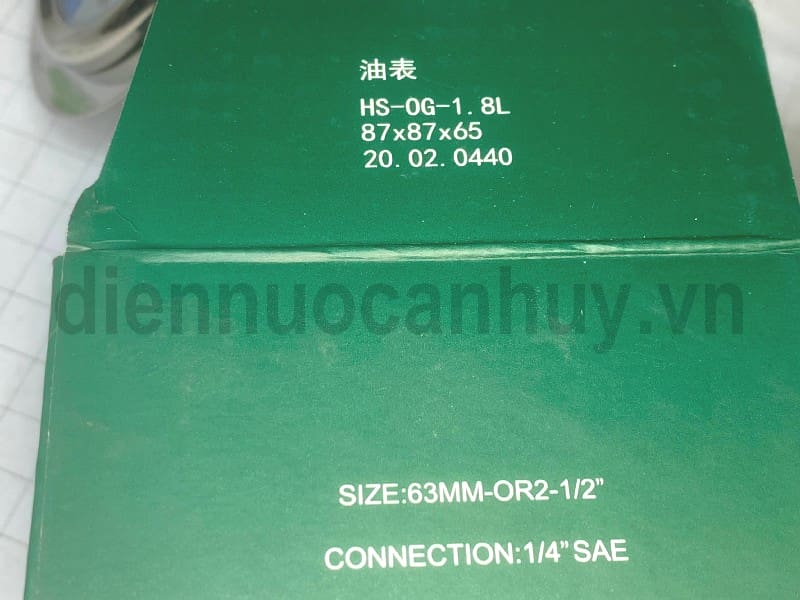 油表
HS-OG-1.8L
87x87x65
20.02.0440
diennuocanhuy.vn
SIZE:63MM-OR2-1/2”
CONNECTION:1/4”SAE